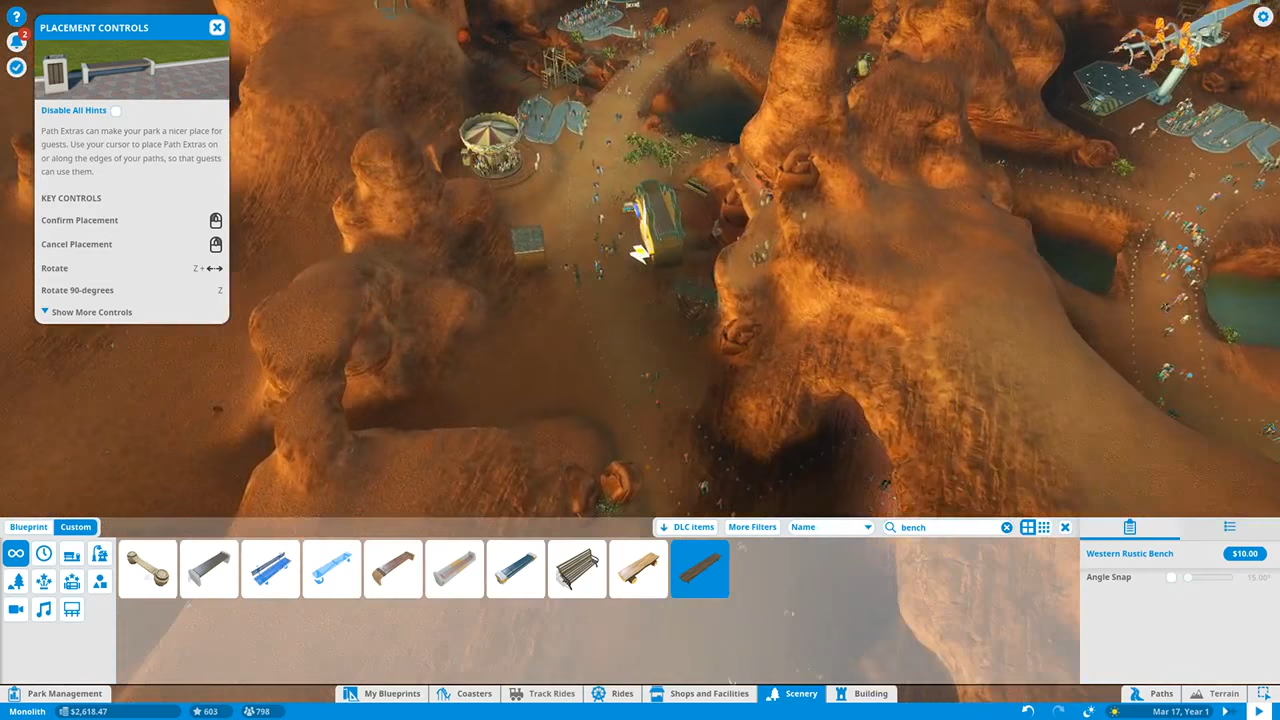 ?
2
PLACEMENT CONTROLS
Disable All Hints
Path Extras can make your park a nicer place for
guests. Use your cursor to place Path Extras on
or along the edges of your paths, so that guests
can use them.
KEY CONTROLS
Confirm Placement
Cancel Placement
Rotate Z +
Rotate 90-degrees Z
Show More Controls
Blueprint Custom DLC items More Filters Name bench
Western Rustic Bench $10.00
Angle Snap 15.00°
Park Management My Blueprints Coasters Track Rides Rides Shops and Facilities Scenery Building Paths Terrain
Monolith $2,618.47 603 798 Mar 17, Year 1